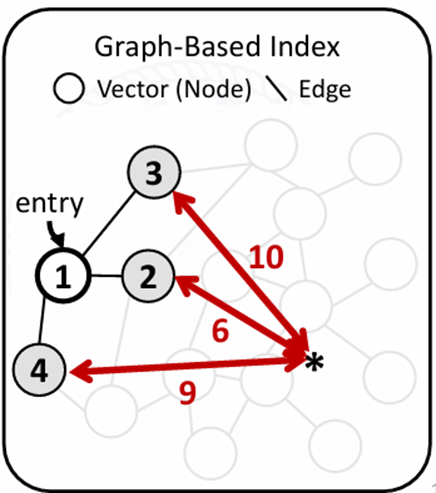 Graph-Based Index
Vector (Node) Edge
3
entry
10
1
2
6
*
4
9